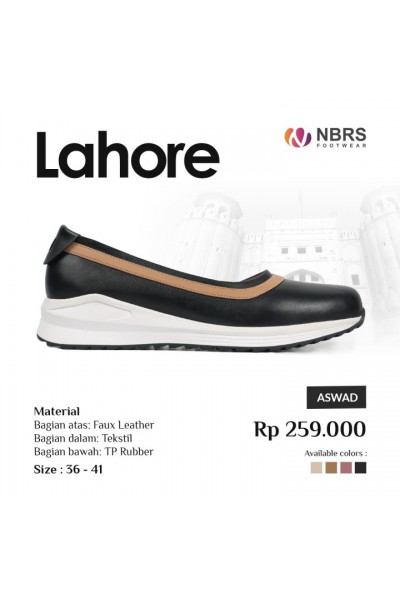 NBRS
FOOTWEAR
Lahore
ASWAD
Material
Bagian atas: Faux Leather
Bagian dalam: Tekstil
Bagian bawah: TP Rubber
Size : 36 - 41
Rp 259.000
Available colors :